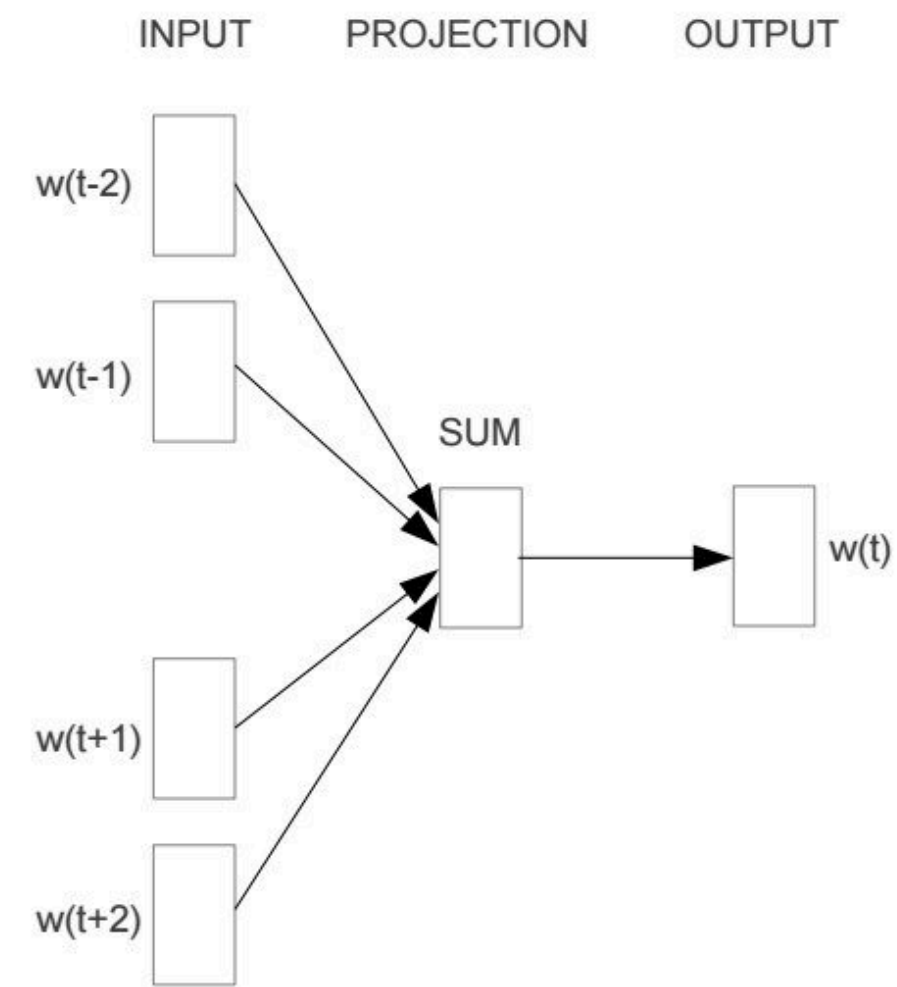 INPUT PROJECTION OUTPUT
w(t-2)
w(t-1)
SUM
w(t)
w(t+1)
w(t+2)